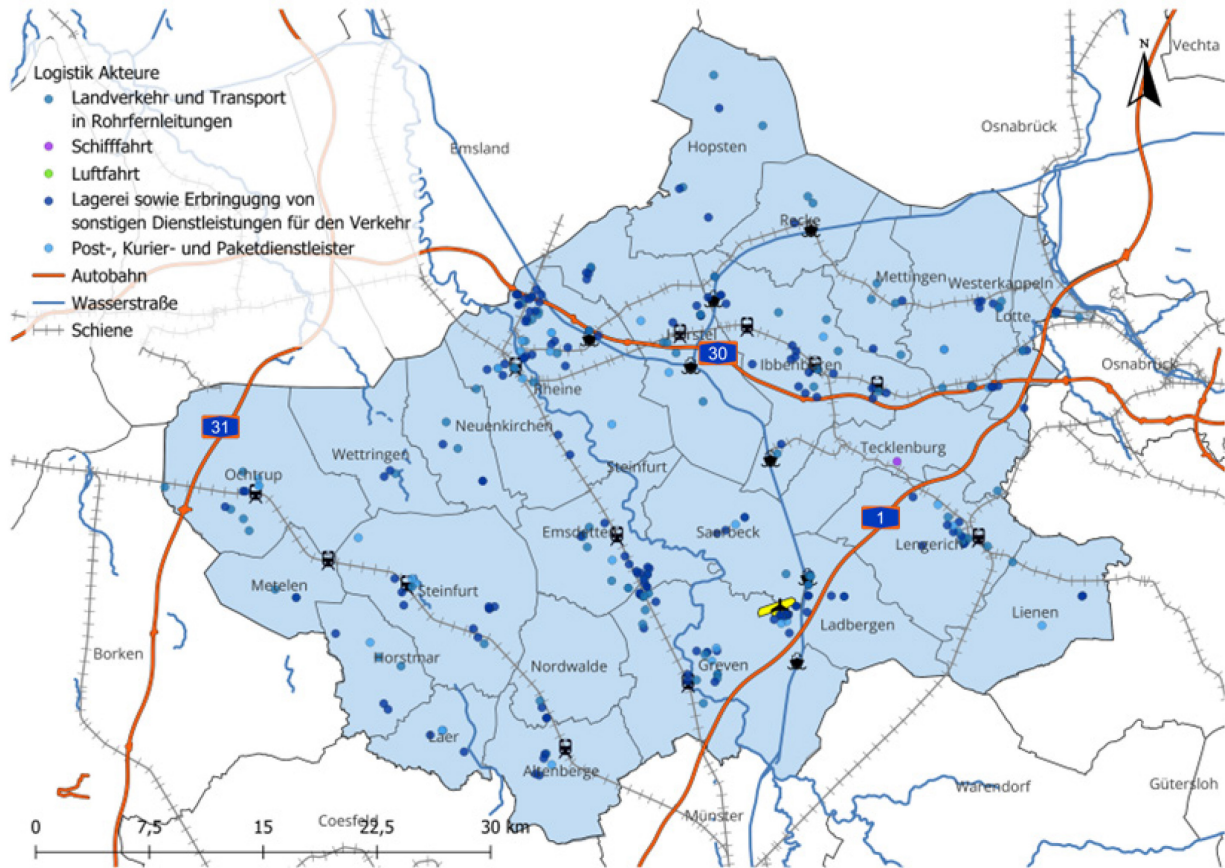 Logistik Akteure
Landverkehr und Transport
in Rohrfernleitungen
Schifffahrt
Luftfahrt
Lagerei sowie Erbringugng von
sonstigen Dienstleistungen für den Verkehr
Post-, Kurier- und Paketdienstleister
Autobahn
Wasserstraße
Schiene
N
Vechta
Osnabrück
Emsland
Hopsten
Recke
Mettingen
Westerkappeln
Lotte
Hörstel
30
Ibbenbüren
Osnabrück
Rheine
31
Neuenkirchen
Wettringen
Steinfurt
Tecklenburg
Ochtrup
1
Emsdetten
Saerbeck
Lengerich
Metelen
Steinfurt
Ladbergen
Lienen
Borken
Horstmar
Nordwalde
Greven
Laer
Altenberge
Warendorf
Gütersloh
Münster
Coesfeld
0 7,5 15 22,5 30 km